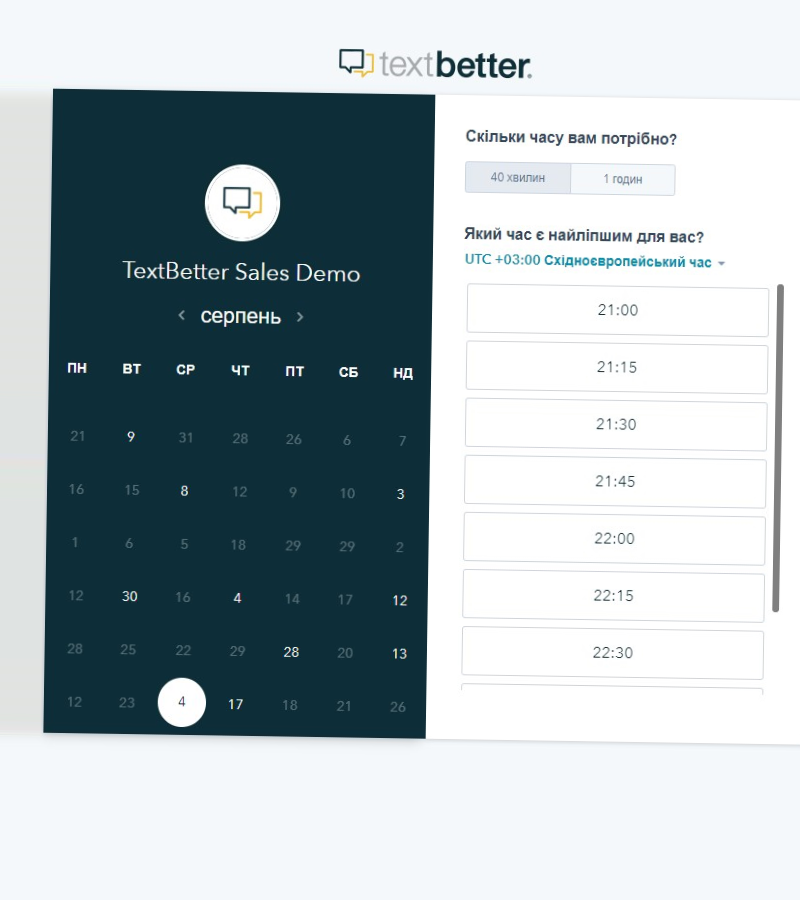 textbetter.
TextBetter Sales Demo
серпень
ПН ВТ СР ЧТ ПТ СБ НД
21 9 31 28 26 6 7
16 15 8 12 9 10 3
1 6 5 18 29 29 2
12 30 16 4 14 17 12
28 25 22 29 28 20 13
12 23 4 17 18 21 26
Скільки часу вам потрібно?
40 хвилин 1 годин
Який час є найліпшим для вас?
UTC +03:00 Східноєвропейський час
21:00
21:15
21:30
21:45
22:00
22:15
22:30